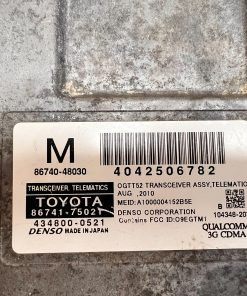 M
86740-48030
4042506782
TRANSCEIVER TELEMATICS
TOYOTA
86741-7502
434800-0521
DENSO MADE IN JAPAN
OGTT52 TRANSCEIVER ASSY,TELEMATIC
AUG ,2010
MEID:A1000004152B5E
DENSO CORPORATION
Contains FCC ID:O9EGTM1
B
104348-20
QUALCOMM
3G CDMA